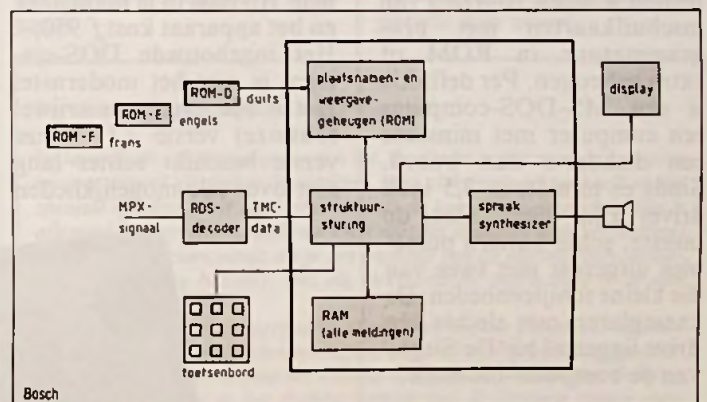 ROM-D
duits
ROM-E
engels
ROM-F
frans
plaatsnamen- en
weergave-
geheugen (ROM)
display
MPX-
signaal
RDS-
decoder
TMC-
data
struktuur-
sturing
spraak
synthesizer
RAM
(alle meldingen)
toetsenbord
Bosch